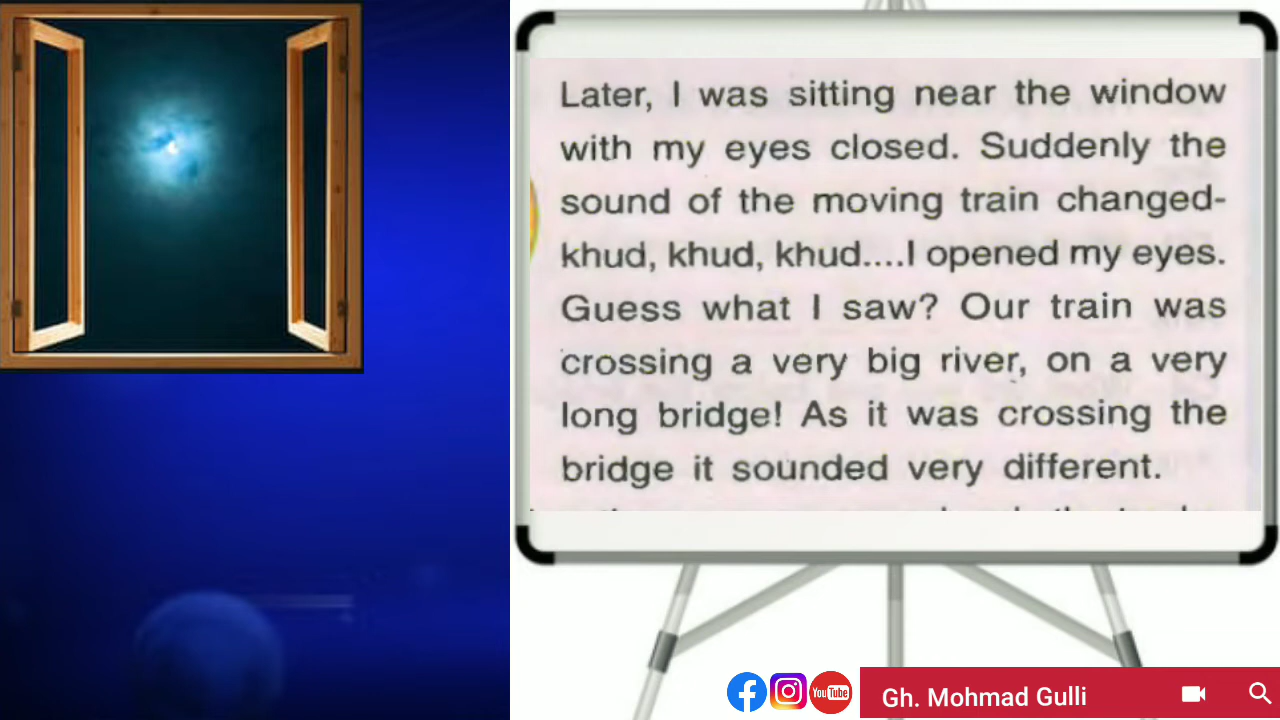 Later, I was sitting near the window
with my eyes closed. Suddenly the
sound of the moving train changed-
khud, khud, khud....I opened my eyes.
Guess what I saw? Our train was
crossing a very big river, on a very
long bridge! As it was crossing the
bridge it sounded very different.
You Tube
Gh. Mohmad Gulli